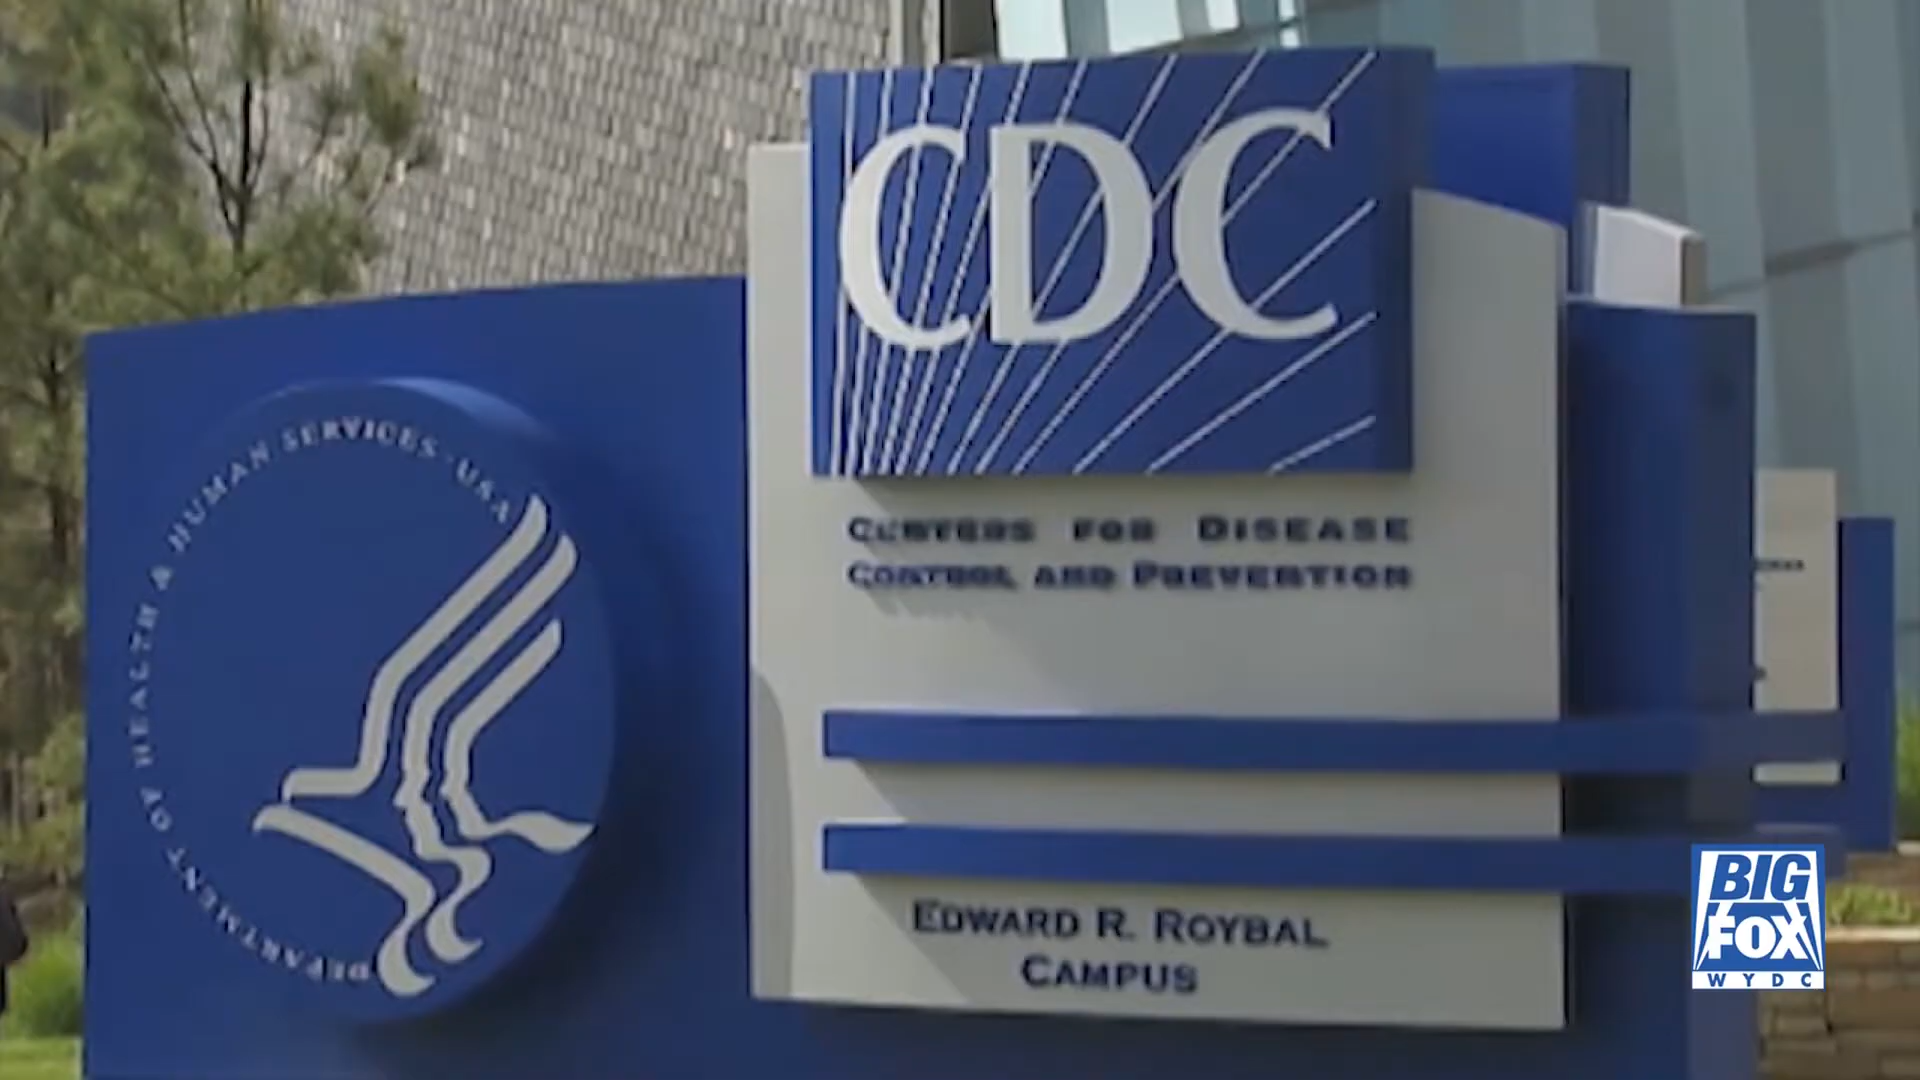 CDC
CENTERS FOR DISEASE
CONTROL AND PREVENTION
EDWARD R. ROYBAL
CAMPUS
DEPARTMENT OF HEALTH & HUMAN SERVICES · USA
BIG
FOX
WYDC